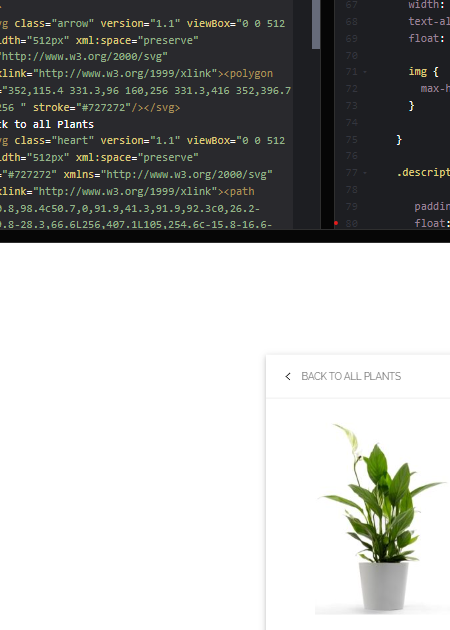 vg class="arrow" version="1.1" viewBox="0 0 512
idth="512px" xml:space="preserve"
"http://www.w3.org/2000/svg"
xlink="http://www.w3.org/1999/xlink"><polygon
="352,115.4 331.3,96 160,256 331.3,416 352,396.7
256 " stroke="#727272"/></svg>
ck to all Plants
vg class="heart" version="1.1" viewBox="0 0 512
idth="512px" xml:space="preserve"
="#727272" xmlns="http://www.w3.org/2000/svg"
xlink="http://www.w3.org/1999/xlink"><path
0.8,98.4c50.7,0,91.9,41.3,91.9,92.3c0,26.2-
9.8-28.3,66.6L256,407.1L105,254.6c-15.8-16.6-
67 width:
68 text-al
69 float:
70
71 img {
72 max-h
73 }
74
75 }
76
77 .descript
78
79 paddin
80 float:
BACK TO ALL PLANTS